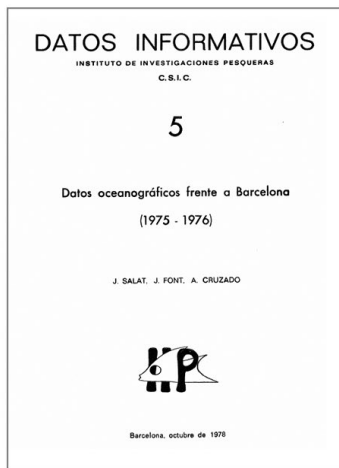 DATOS INFORMATIVOS
INSTITUTO DE INVESTIGACIONES PESQUERAS
C.S.I.C.
5
Datos oceanográficos frente a Barcelona
(1975 - 1976)
J. SALAT, J. FONT, A. CRUZADO
IIP
Barcelona, octubre de 1978